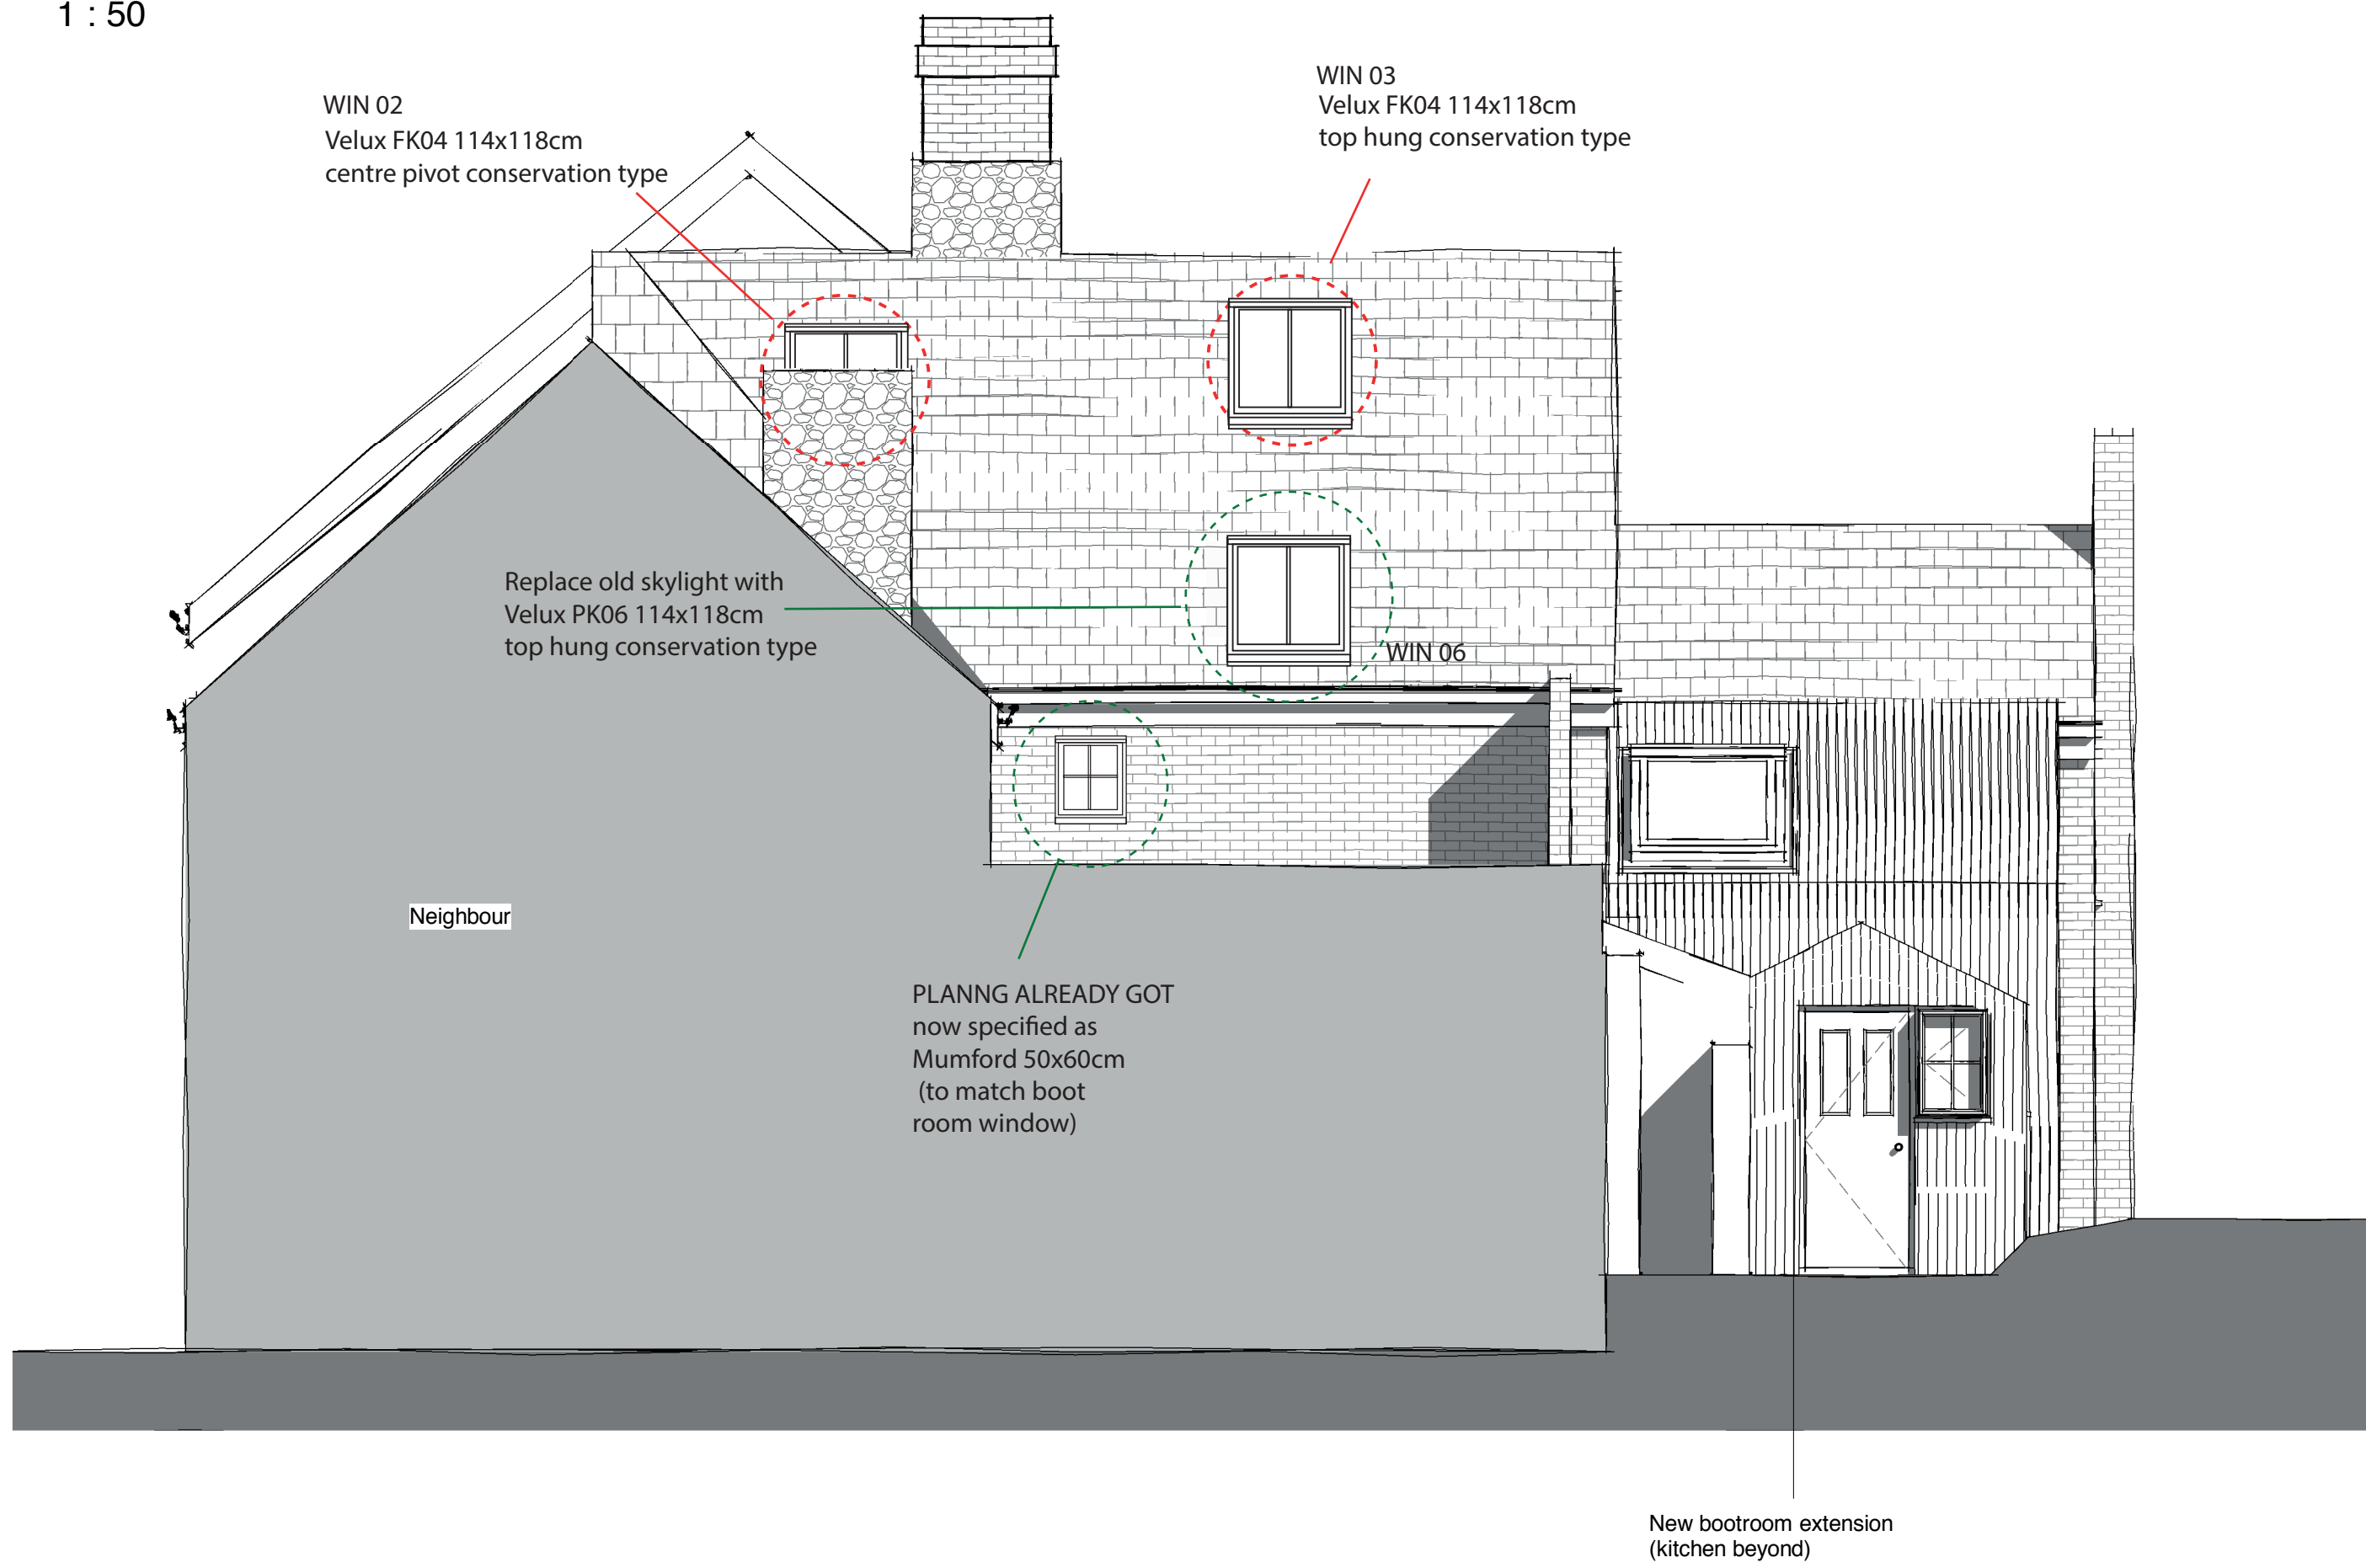 1 : 50
WIN 02
Velux FK04 114x118cm
centre pivot conservation type
WIN 03
Velux FK04 114x118cm
top hung conservation type
Replace old skylight with
Velux PK06 114x118cm
top hung conservation type
WIN 06
Neighbour
PLANNG ALREADY GOT
now specified as
Mumford 50x60cm
(to match boot
room window)
New bootroom extension
(kitchen beyond)